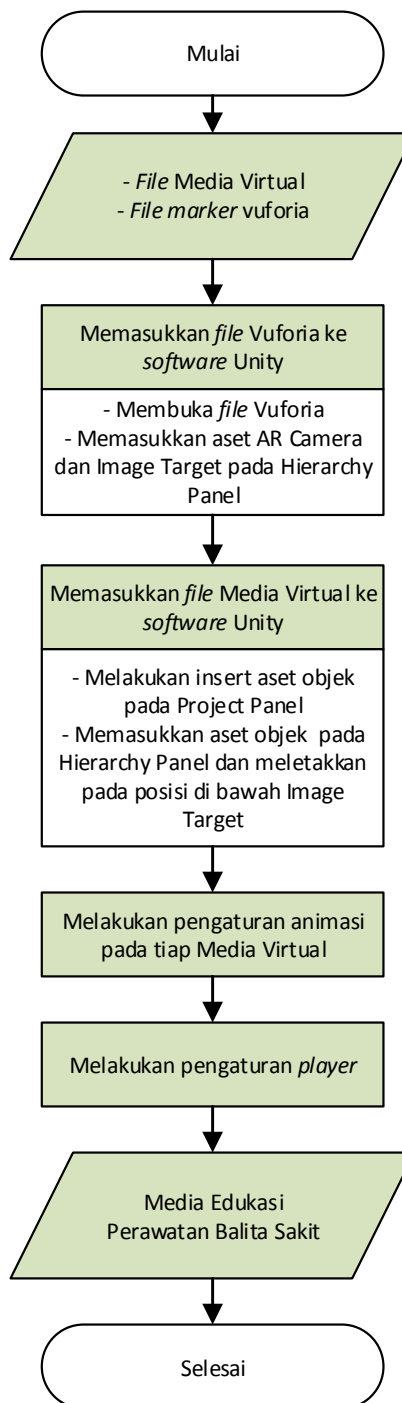 Mulai
- File Media Virtual
- File marker vuforia
Memasukkan file Vuforia ke
software Unity
- Membuka file Vuforia
- Memasukkan aset AR Camera
dan Image Target pada Hierarchy
Panel
Memasukkan file Media Virtual ke
software Unity
- Melakukan insert aset objek
pada Project Panel
- Memasukkan aset objek  pada
Hierarchy Panel dan meletakkan
pada posisi di bawah Image
Target
Melakukan pengaturan animasi
pada tiap Media Virtual
Melakukan pengaturan player
Media Edukasi
Perawatan Balita Sakit
Selesai